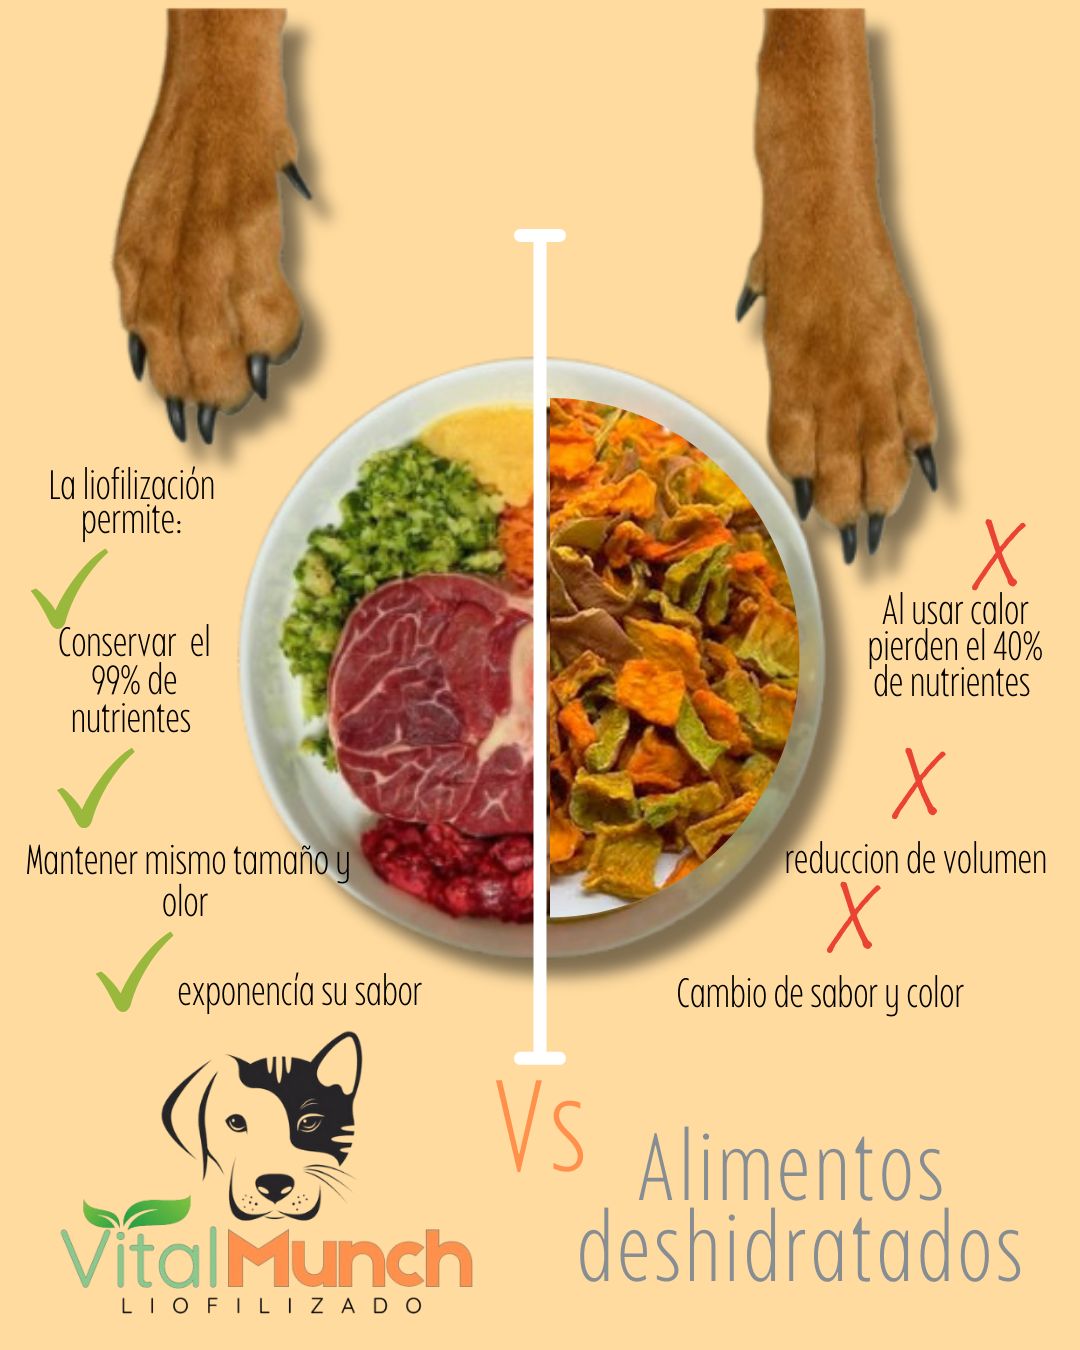 La liofilización
permite:
Conservar el
99% de
nutrientes
Mantener mismo tamaño y
olor
exponencía su sabor
Al usar calor
pierden el 40%
de nutrientes
reduccion de volumen
Cambio de sabor y color
Vs
VitalMunch
LIOFILIZADO
Alimentos
deshidratados